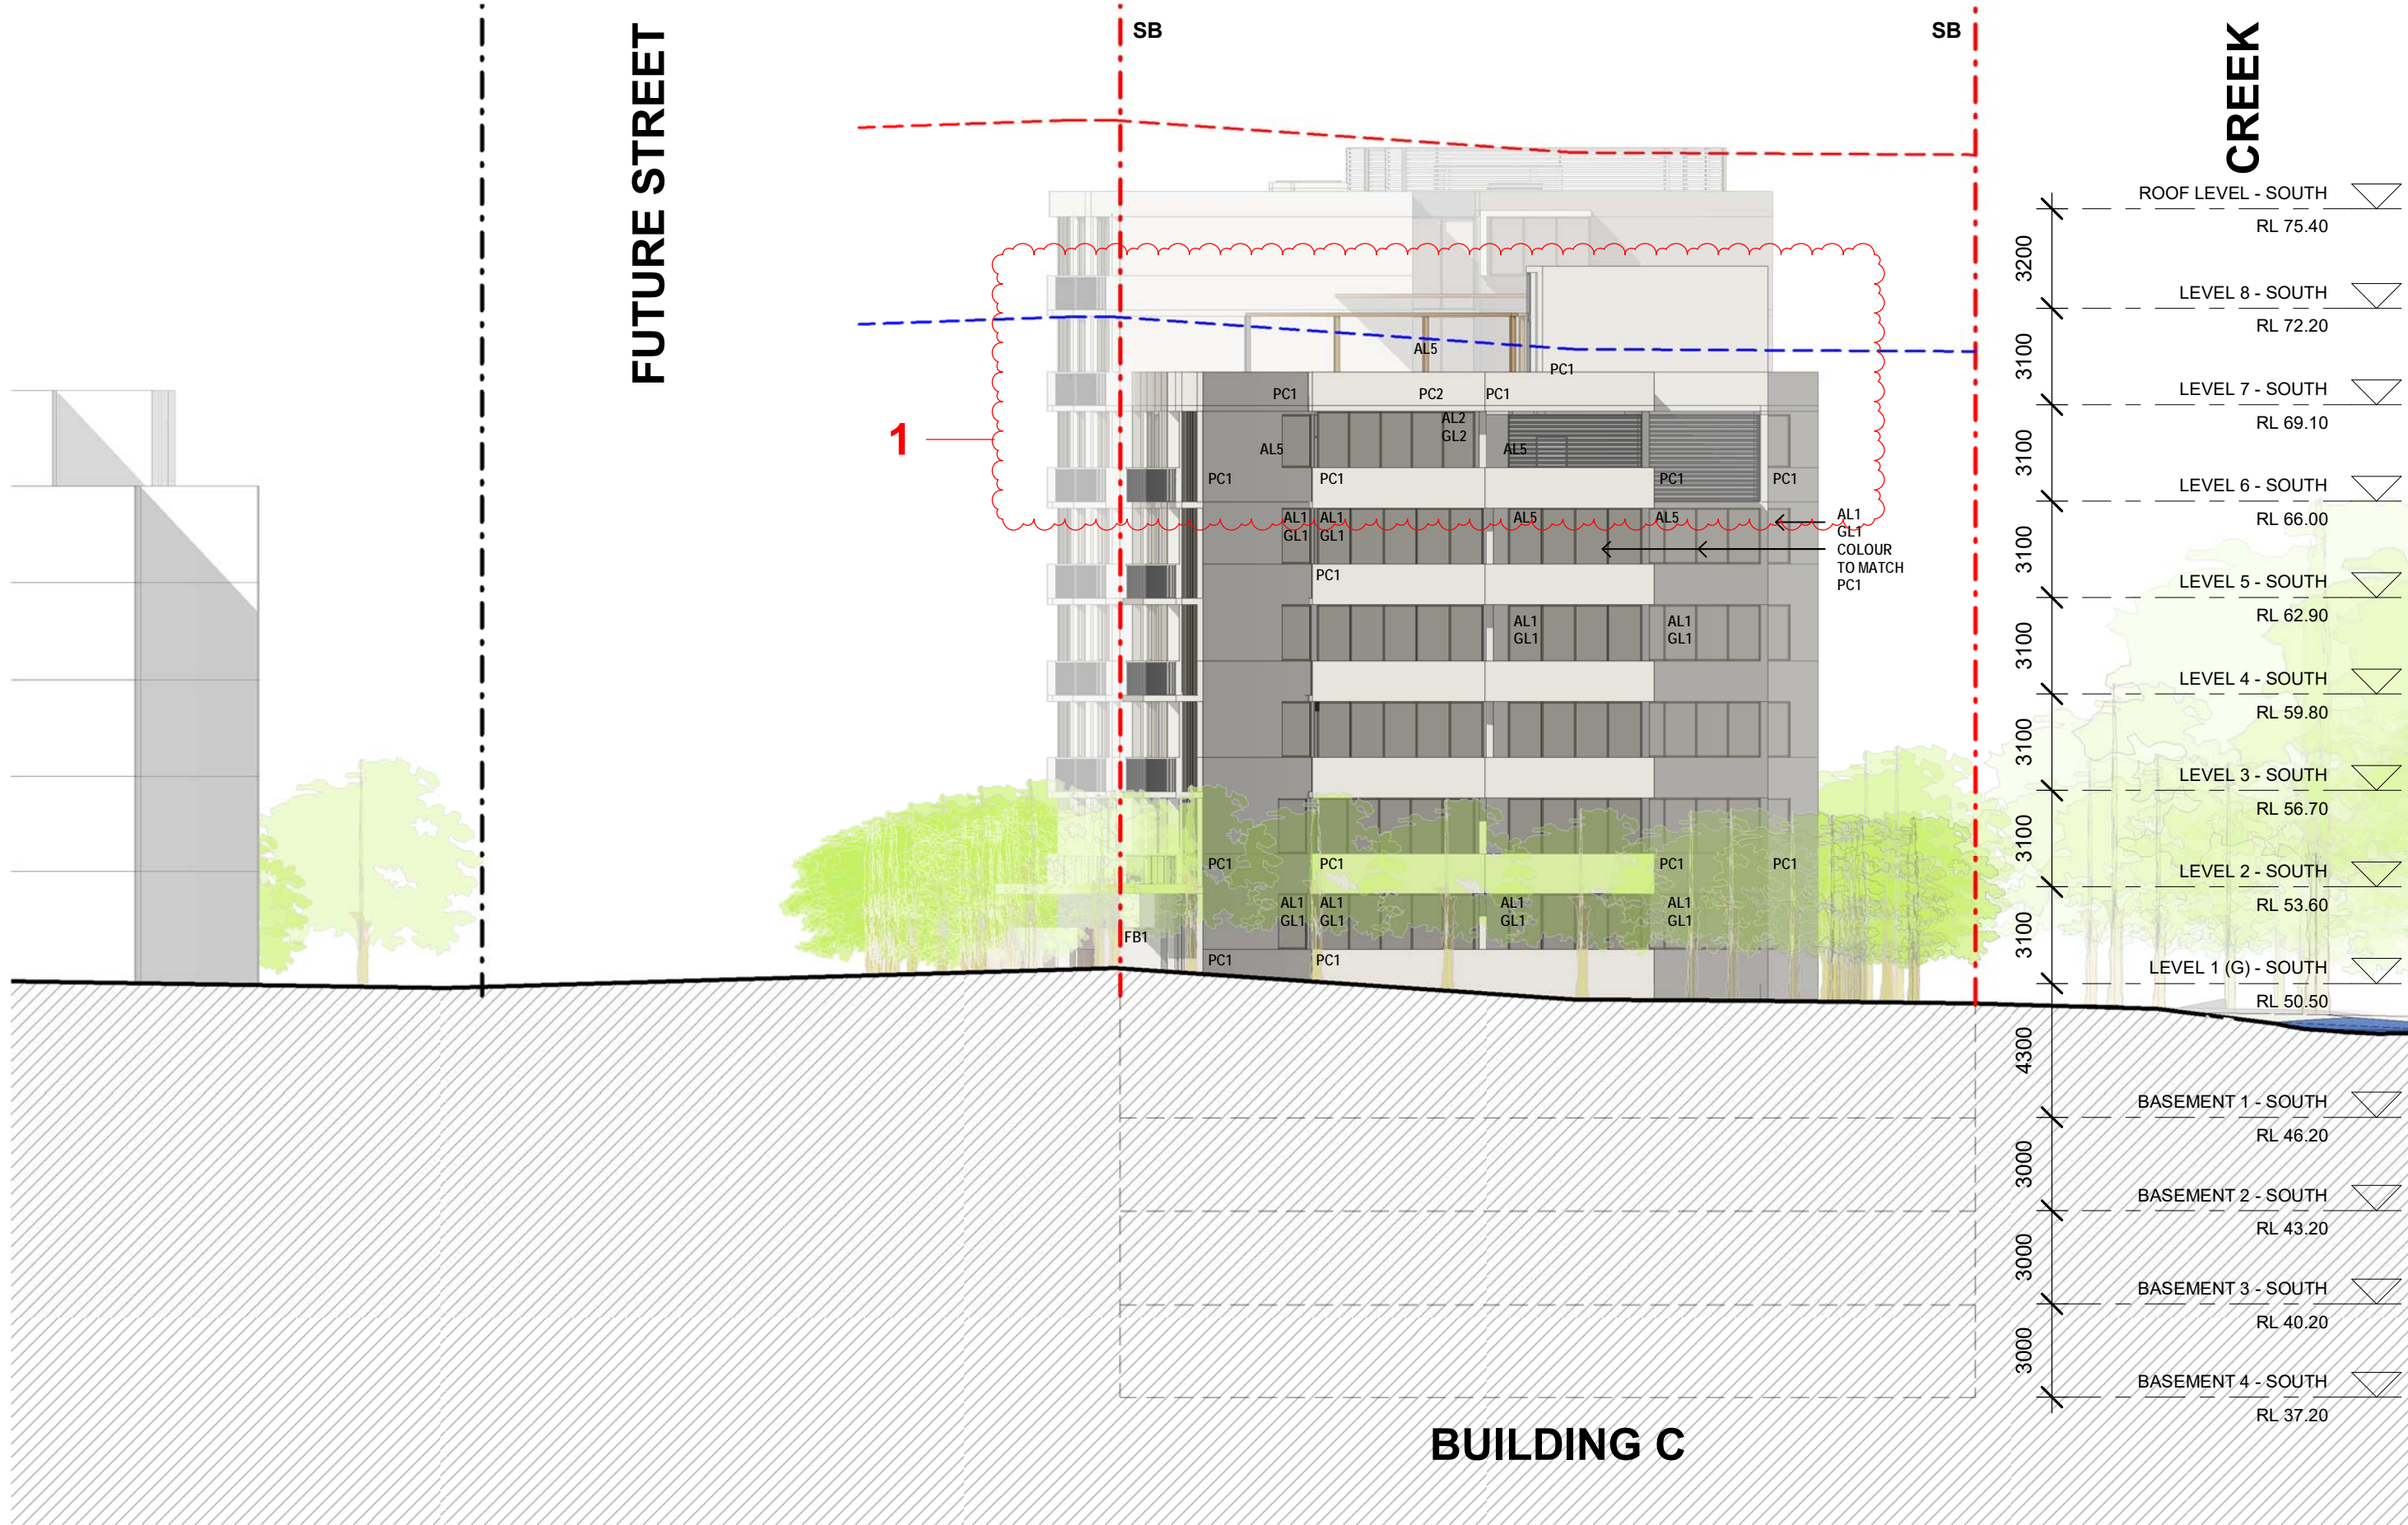 SB
SB
FUTURE STREET
CREEK
ROOF LEVEL - SOUTH
RL 75.40
3200
LEVEL 8 - SOUTH
RL 72.20
3100
AL5
PC1
LEVEL 7 - SOUTH
RL 69.10
PC1
PC2
PC1
1
AL2
GL2
3100
AL5
AL5
PC1
PC1
PC1
PC1
LEVEL 6 - SOUTH
RL 66.00
AL1
GL1
AL1
GL1
AL5
AL5
AL1
GL1
COLOUR
TO MATCH
PC1
3100
PC1
LEVEL 5 - SOUTH
RL 62.90
AL1
GL1
AL1
GL1
3100
LEVEL 4 - SOUTH
RL 59.80
3100
LEVEL 3 - SOUTH
RL 56.70
3100
PC1
PC1
PC1
PC1
LEVEL 2 - SOUTH
RL 53.60
AL1
GL1
AL1
GL1
AL1
GL1
AL1
GL1
3100
FB1
PC1
PC1
LEVEL 1 (G) - SOUTH
RL 50.50
4300
BASEMENT 1 - SOUTH
RL 46.20
3000
BASEMENT 2 - SOUTH
RL 43.20
3000
BASEMENT 3 - SOUTH
RL 40.20
3000
BASEMENT 4 - SOUTH
RL 37.20
BUILDING C